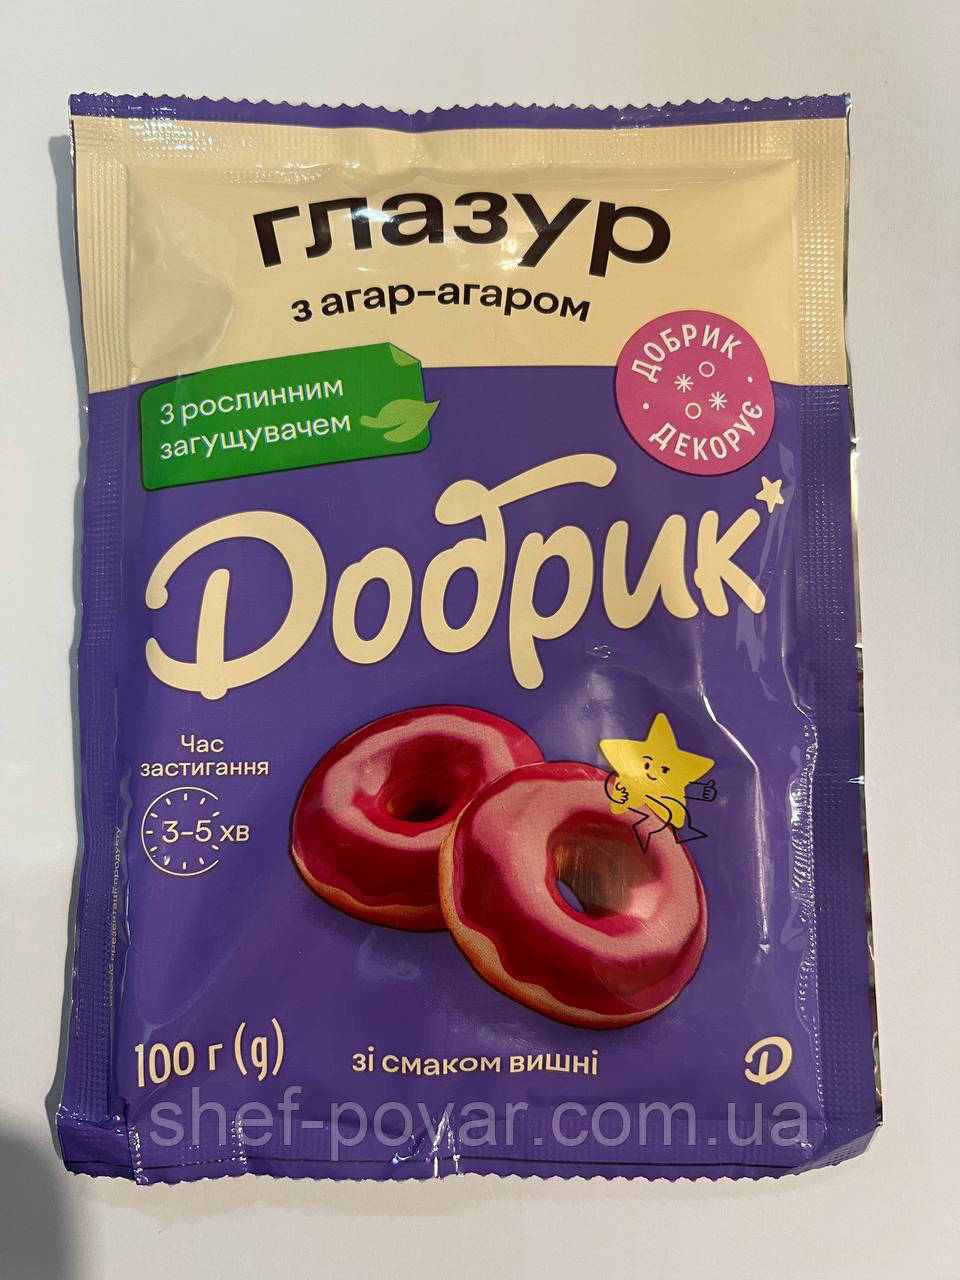 глазур
з агар-агаром
З рослинним
загущувачем
ДОБРИК
ДЕКОРУЄ
Добрик
Час
застигання
3-5 хв
100 г (g)
зі смаком вишні
Д
shef-povar.com.ua